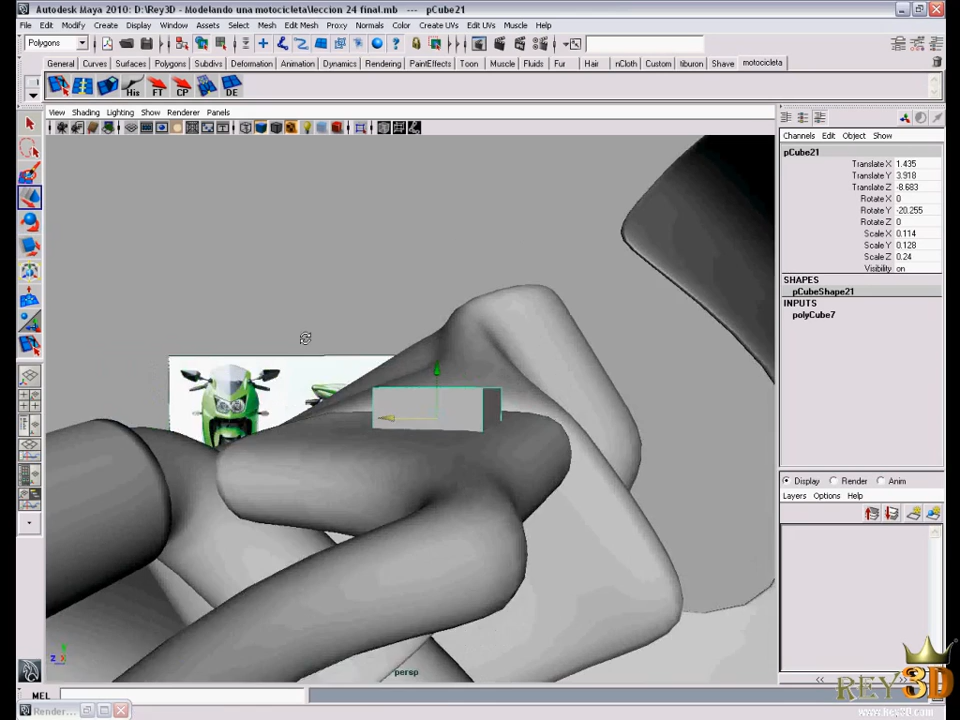 Autodesk Maya 2010: D:\Rey3D - Modelando una motocicleta\leccion 24 final.mb --- pCube21
File Edit Modify Create Display Window Assets Select Mesh Edit Mesh Proxy Normals Color Create UVs Edit UVs Muscle Help
Polygons
General Curves Surfaces Polygons Subdivs Deformation Animation Dynamics Rendering PaintEffects Toon Muscle Fluids Fur Hair nCloth Custom tiburon Shave motocicleta
His FT CP DE
View Shading Lighting Show Renderer Panels
Channels Edit Object Show
pCube21
Translate X 1.435
Translate Y 3.918
Translate Z -8.683
Rotate X 0
Rotate Y -20.255
Rotate Z 0
Scale X 0.114
Scale Y 0.128
Scale Z 0.24
Visibility on
SHAPES
pCubeShape21
INPUTS
polyCube7
Display Render Anim
Layers Options Help
persp
MEL
Render...
REY3D